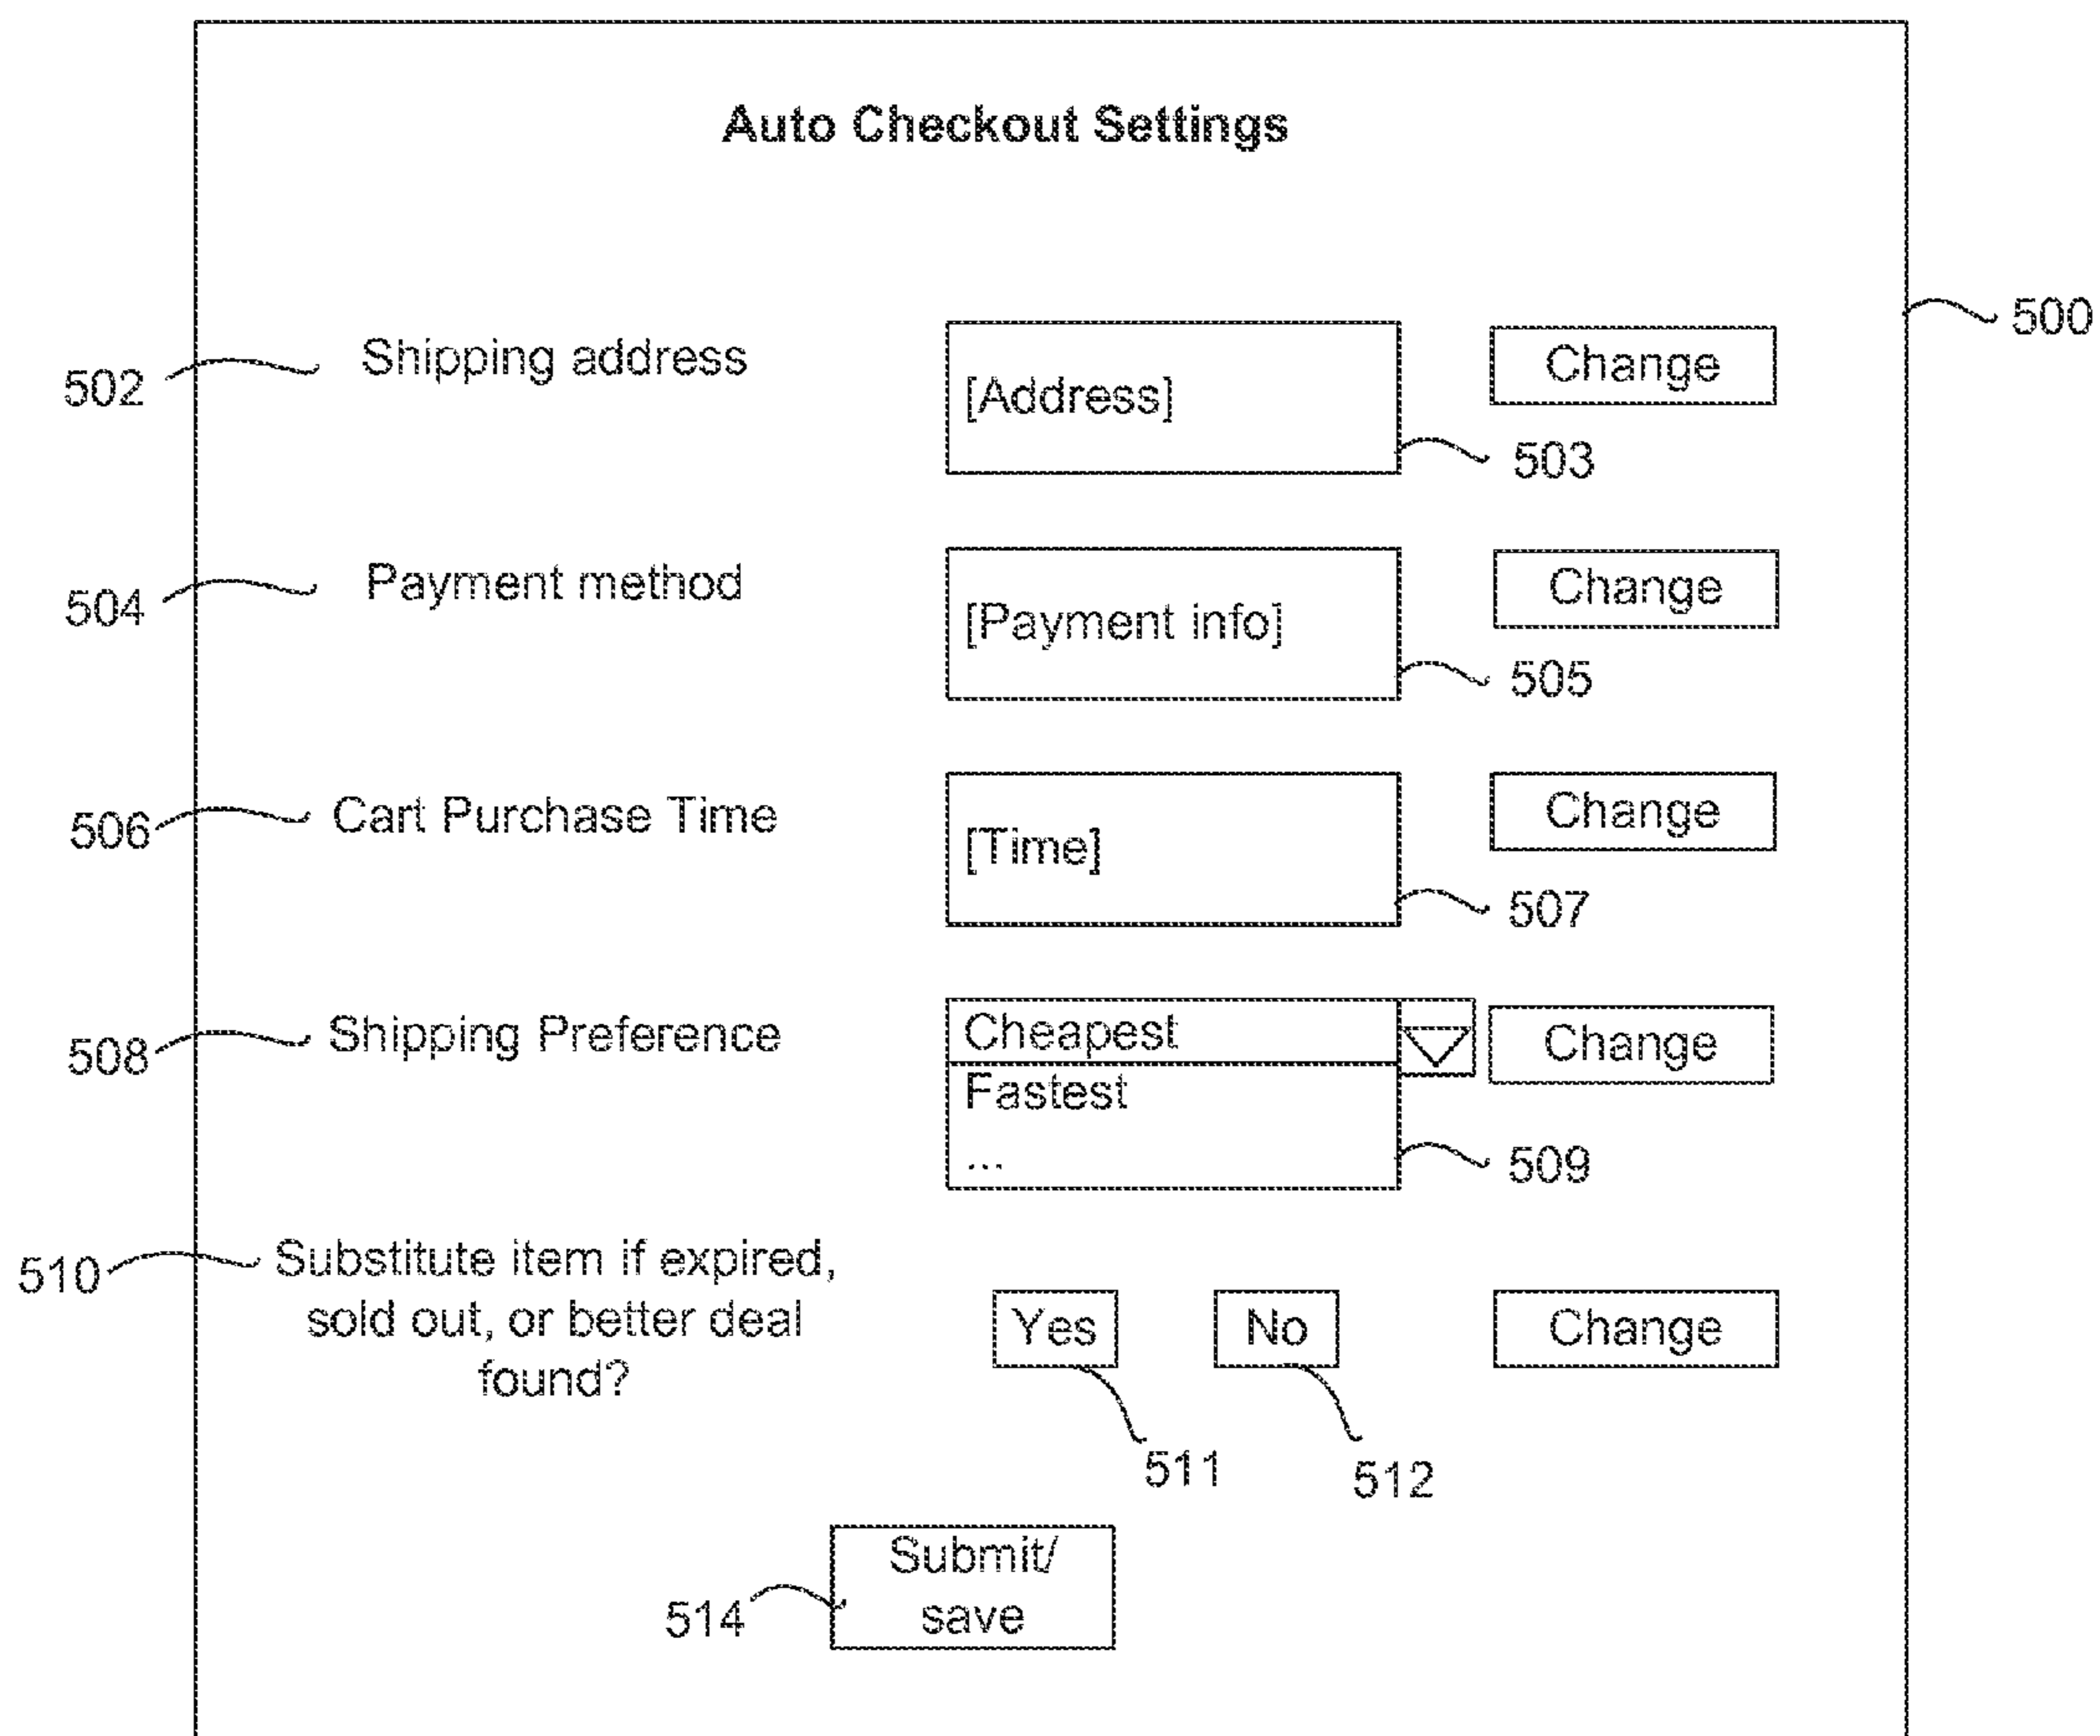 Auto Checkout Settings
500
502 Shipping address [Address] Change
503
504 Payment method [Payment info] Change
505
506 Cart Purchase Time [Time] Change
507
508 Shipping Preference Cheapest Change
Fastest
... 509
510 Substitute item if expired,
sold out, or better deal Yes No Change
found?
511 512
Submit/
514 save